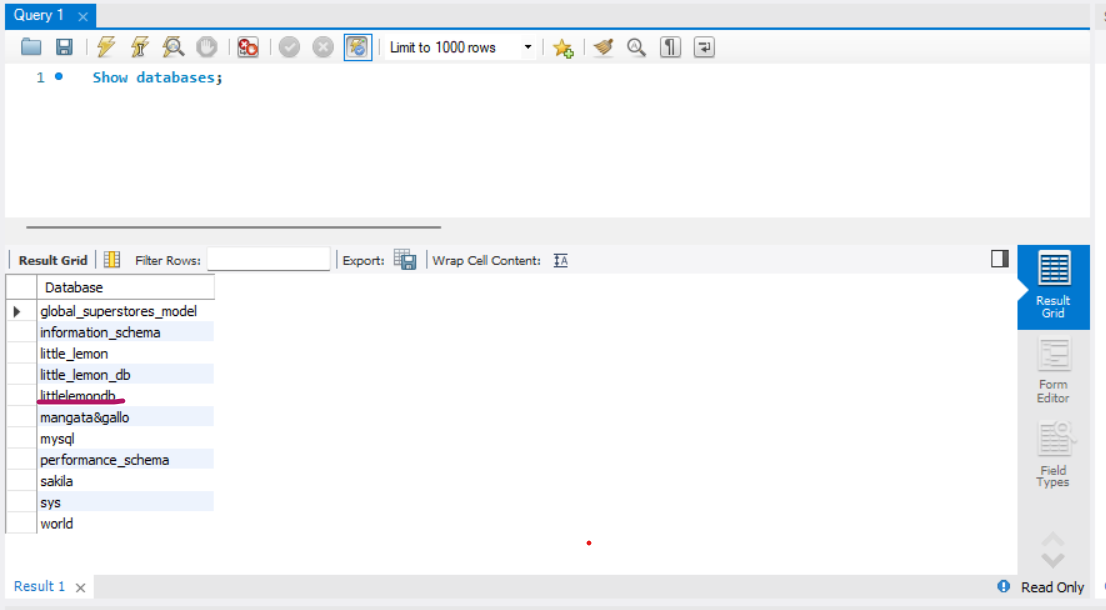 Query 1
Limit to 1000 rows
1 Show databases;
Result Grid Filter Rows: Export: Wrap Cell Content: IA
Database
global_superstores_model
information_schema
little_lemon
little_lemon_db
littlelemondb
mangata&gallo
mysql
performance_schema
sakila
sys
world
Result
Grid
Form
Editor
Field
Types
Result 1
Read Only